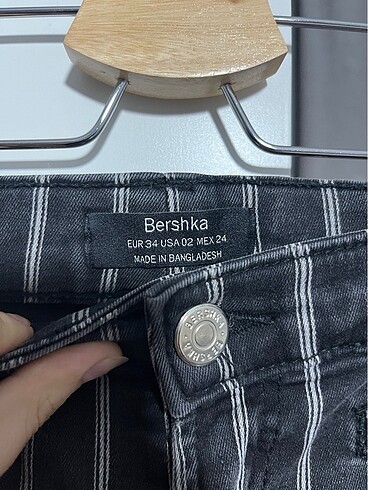 Bershka
EUR 34 USA 02 MEX 24
MADE IN BANGLADESH
BERSHKA
BERSHKA